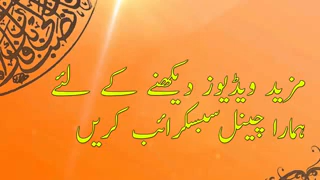 مزید ویڈیوز دیکھنے کے لئے
ہمارا چینل سبسکرائب کریں